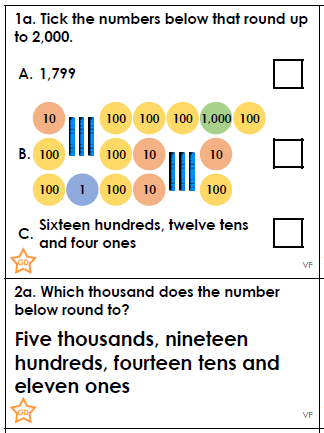 1a. Tick the numbers below that round up
to 2,000.
A. 1,799
10 100 100 100 1,000 100
B. 100 100 10 10
100 1 100 10 100
C. Sixteen hundreds, twelve tens
and four ones
GD
VF
2a. Which thousand does the number
below round to?
Five thousands, nineteen
hundreds, fourteen tens and
eleven ones
GD
VF